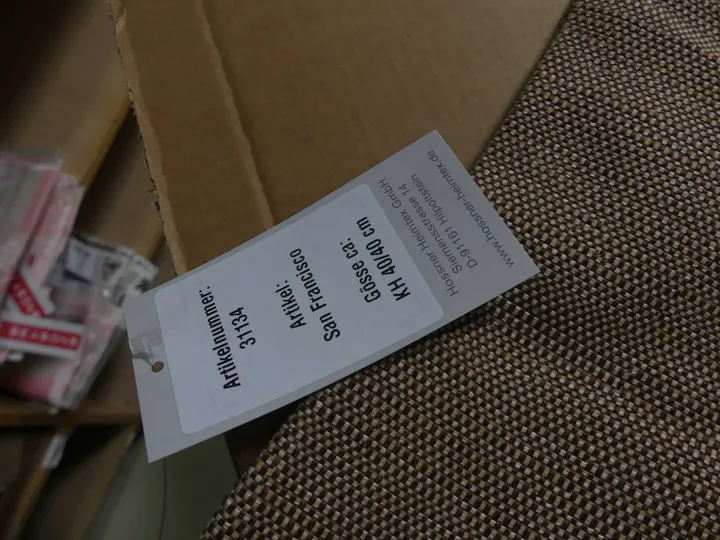 Artikelnummer:
31134
Arikel:
San Francisco
Gösse ca.:
KH 40/40 cm
Hossner Heimtex GmbH
Siemensstrasse 14
D-91161 Hilpoltstein
www.hossner-heimtex.de